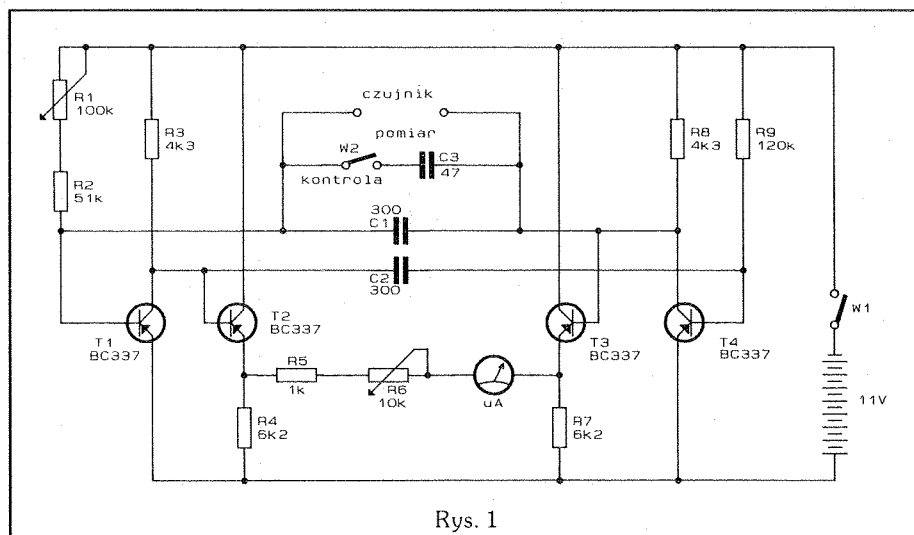 R1
100k
R2
51k
R3
4k3
czujnik
pomiar
W2
C3
47
kontrola
300
C1
C2
300
R8
4k3
R9
120k
T1
BC337
T2
BC337
T3
BC337
T4
BC337
W1
R5
1k
R6
10k
uA
R4
6k2
R7
6k2
11V
Rys. 1